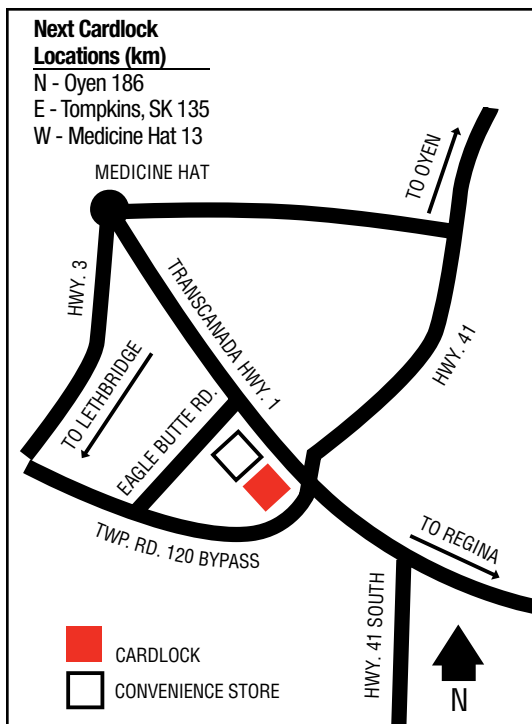 Next Cardlock
Locations (km)
N - Oyen 186
E - Tompkins, SK 135
W - Medicine Hat 13
MEDICINE HAT
TO OYEN
HWY. 3
TRANSCANADA HWY. 1
HWY. 41
TO LETHBRIDGE
EAGLE BUTTE RD.
TWP. RD. 120 BYPASS
TO REGINA
HWY. 41 SOUTH
CARDLOCK
CONVENIENCE STORE
N